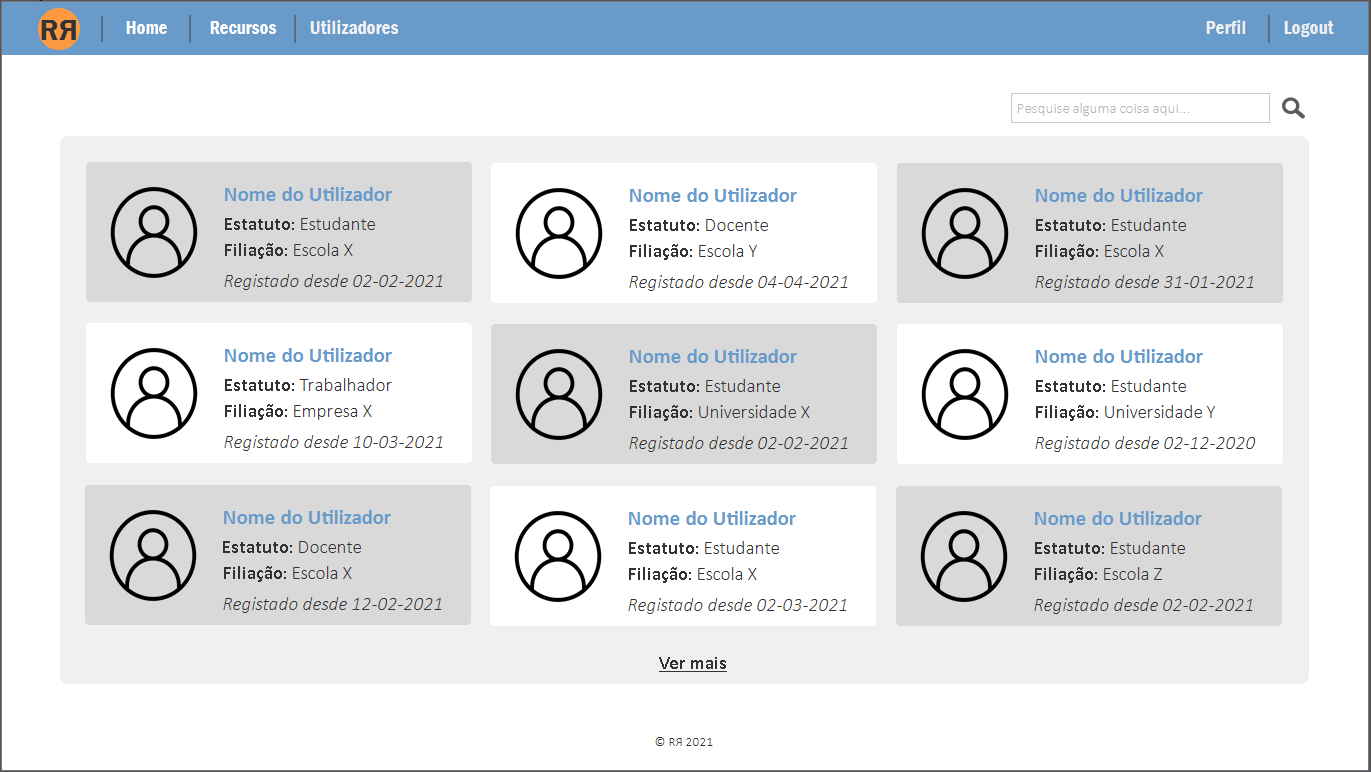 RЯ
Home
Recursos
Utilizadores
Perfil
Logout
Pesquise alguma coisa aqui...
Nome do Utilizador
Estatuto: Estudante
Filiação: Escola X
Registado desde 02-02-2021
Nome do Utilizador
Estatuto: Docente
Filiação: Escola Y
Registado desde 04-04-2021
Nome do Utilizador
Estatuto: Estudante
Filiação: Escola X
Registado desde 31-01-2021
Nome do Utilizador
Estatuto: Trabalhador
Filiação: Empresa X
Registado desde 10-03-2021
Nome do Utilizador
Estatuto: Estudante
Filiação: Universidade X
Registado desde 02-02-2021
Nome do Utilizador
Estatuto: Estudante
Filiação: Universidade Y
Registado desde 02-12-2020
Nome do Utilizador
Estatuto: Docente
Filiação: Escola X
Registado desde 12-02-2021
Nome do Utilizador
Estatuto: Estudante
Filiação: Escola X
Registado desde 02-03-2021
Nome do Utilizador
Estatuto: Estudante
Filiação: Escola Z
Registado desde 02-02-2021
Ver mais
© RЯ 2021